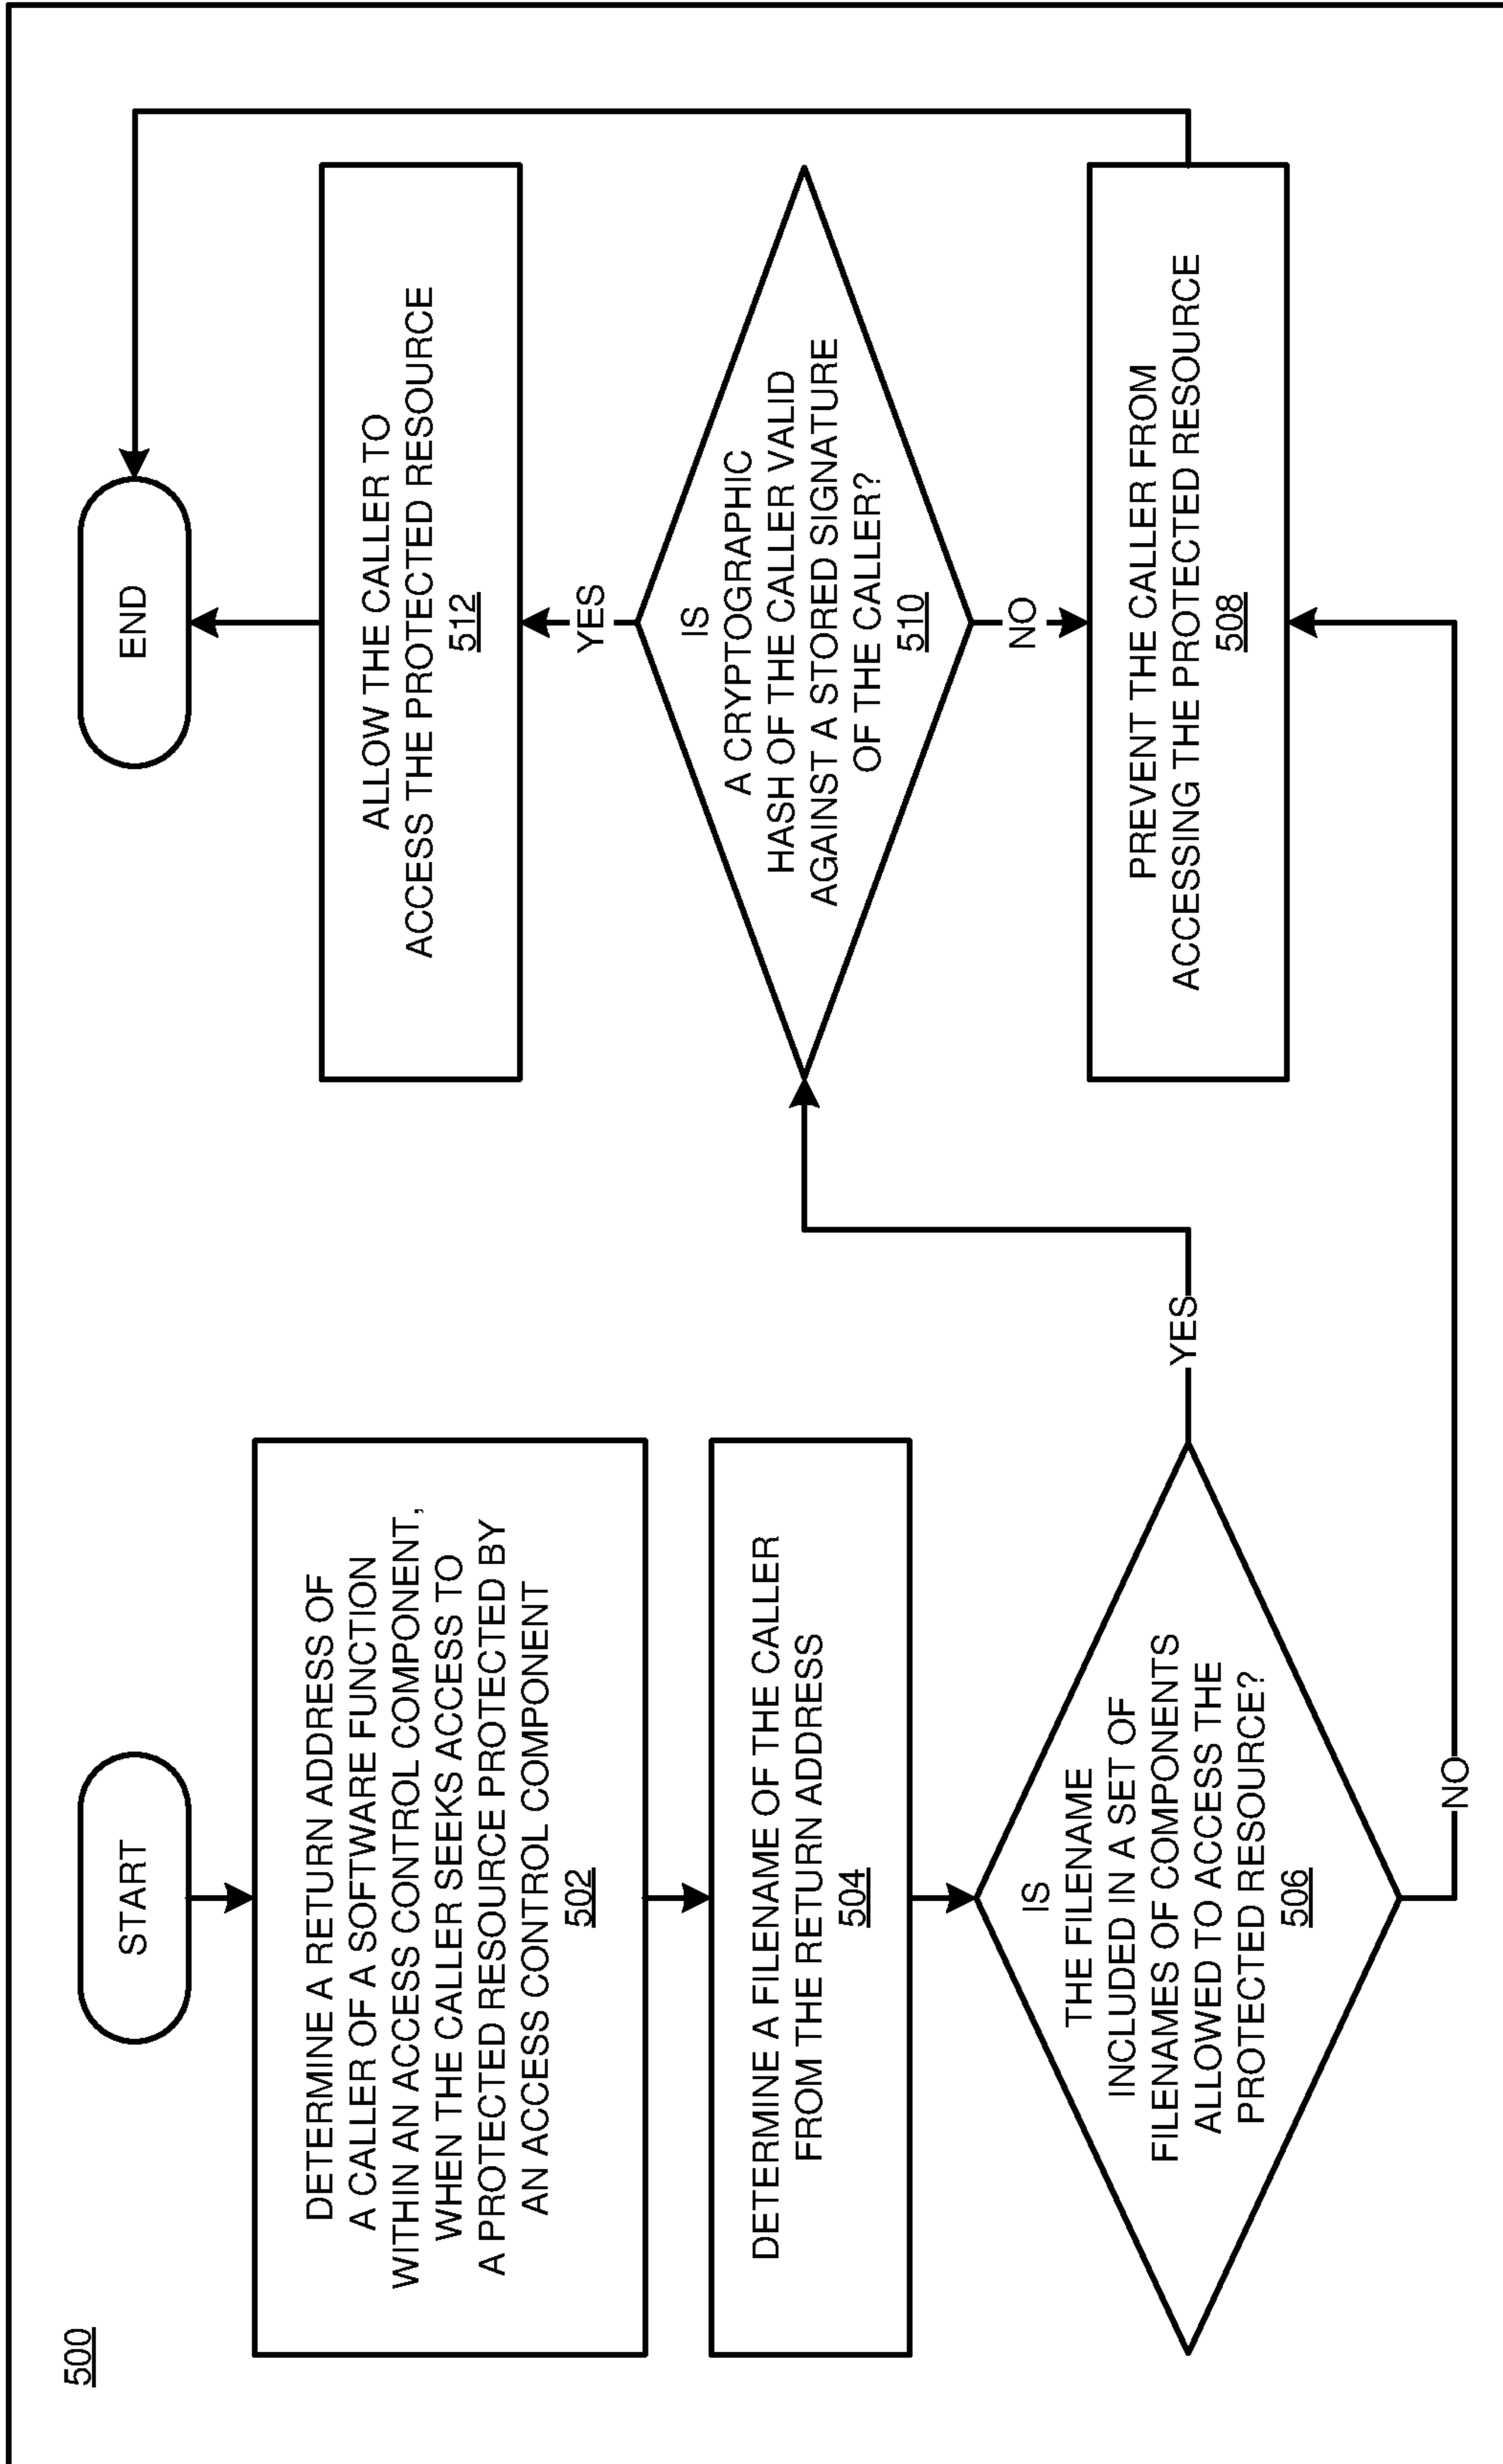 500
START
DETERMINE A RETURN ADDRESS OF
A CALLER OF A SOFTWARE FUNCTION
WITHIN AN ACCESS CONTROL COMPONENT,
WHEN THE CALLER SEEKS ACCESS TO
A PROTECTED RESOURCE PROTECTED BY
AN ACCESS CONTROL COMPONENT
502
DETERMINE A FILENAME OF THE CALLER
FROM THE RETURN ADDRESS
504
IS
THE FILENAME
INCLUDED IN A SET OF
FILENAMES OF COMPONENTS
ALLOWED TO ACCESS THE
PROTECTED RESOURCE?
506
YES
NO
END
ALLOW THE CALLER TO
ACCESS THE PROTECTED RESOURCE
512
YES
IS
A CRYPTOGRAPHIC
HASH OF THE CALLER VALID
AGAINST A STORED SIGNATURE
OF THE CALLER?
510
NO
PREVENT THE CALLER FROM
ACCESSING THE PROTECTED RESOURCE
508